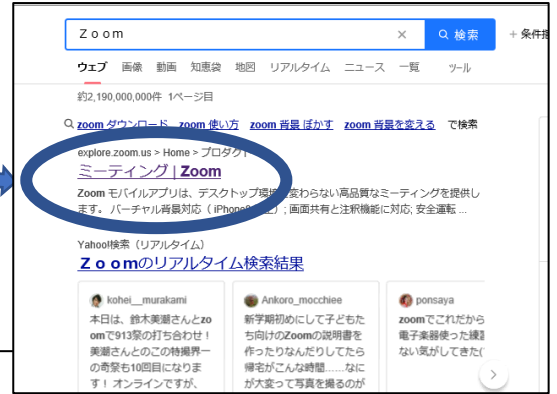 Ｚｏｏｍ
検索
＋ 条件指
ウェブ 画像 動画 知恵袋 地図 リアルタイム ニュース 一覧 ツール
約2,190,000,000件 1ページ目
zoom ダウンロード zoom 使い方 zoom 背景 ぼかす zoom 背景を変える で検索
explore.zoom.us > Home > プロダクト
ミーティング | Zoom
Zoom モバイルアプリは、デスクトップ環境と変わらない高品質なミーティングを提供し
ます。 バーチャル背景対応（ iPhone ; 画面共有と注釈機能に対応; 安全運転 ...
Yahoo!検索（リアルタイム）
Ｚｏｏｍのリアルタイム検索結果
kohei__murakami
本日は、鈴木美潮さんとzo
omで913祭の打ち合わせ！
美潮さんとのこの特撮界一
の奇祭も10回目になりま
す！ オンラインですが、
Ankoro_mocchiee
新学期初めにして子どもた
ち向けのZoomの説明書を
作ったりなんだりしてたら
帰宅がこんな時間……なに
が大変って写真を撮るのが
ponsaya
zoomでこれだから
電子楽器使った練習
ない気がしてきた(